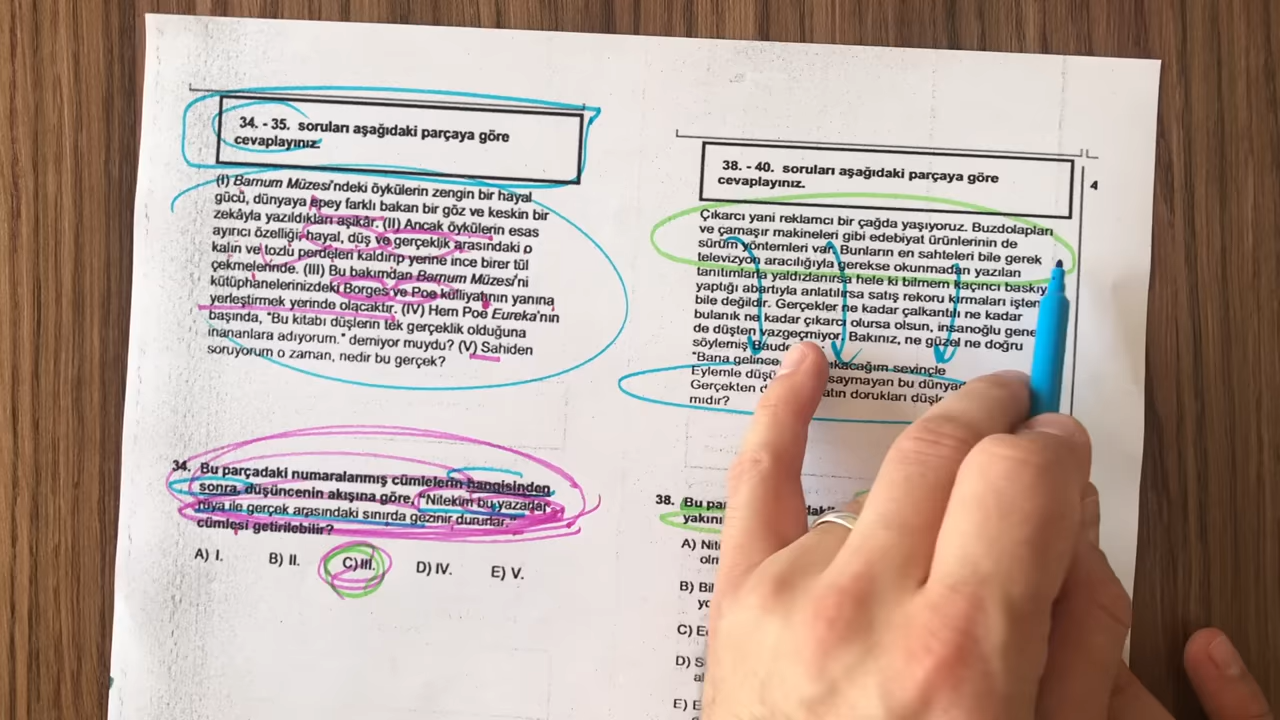 34. - 35. soruları aşağıdaki parçaya göre
cevaplayınız.
(I) Barnum Müzesi'ndeki öykülerin zengin bir hayal
gücü, dünyaya epey farklı bakan bir göz ve keskin bir
zekâyla yazıldıkları aşikâr. (II) Ancak öykülerin esas
ayırıcı özelliği; hayal, düş ve gerçeklik arasındaki o
kalın ve tozlu perdeleri kaldırıp yerine ince birer tül
çekmelerinde. (III) Bu bakımdan Barnum Müzesi'ni
kütüphanelerinizdeki Borges ve Poe külliyatının yanına
yerleştirmek yerinde olacaktır. (IV) Hem Poe Eureka'nın
başında, "Bu kitabı düşlerin tek gerçeklik olduğuna
inananlara adıyorum." demiyor muydu? (V) Sahiden
soruyorum o zaman, nedir bu gerçek?
34. Bu parçadaki numaralanmış cümlelerin hangisinden
sonra, düşüncenin akışına göre, "Nitekim bu yazarlar,
rüya ile gerçek arasındaki sınırda gezinir dururlar."
cümlesi getirilebilir?
A) I. B) II. C) III. D) IV. E) V.
38. - 40. soruları aşağıdaki parçaya göre
cevaplayınız.
4
Çıkarcı yani reklamcı bir çağda yaşıyoruz. Buzdolapları
ve çamaşır makineleri gibi edebiyat ürünlerinin de
sürüm yöntemleri var. Bunların en sahteleri bile gerek
televizyon aracılığıyla gerekse okunmadan yazılan
tanıtımlarla yaldızlanırsa hele ki bilmem kaçıncı baskıy
yaptığı abartıyla anlatılırsa satış rekoru kırmaları işten
bile değildir. Gerçekler ne kadar çalkantılı ne kadar
bulanık ne kadar çıkarcı olursa olsun, insanoğlu gene
de düşten vazgeçmiyor. Bakınız, ne güzel ne doğru
söylemiş
"Bana gelince sevinçle
Eylemle saymayan bu
Gerçekten dorukları
mıdır?
38. Bu
A)
B)
C)
D)
E)